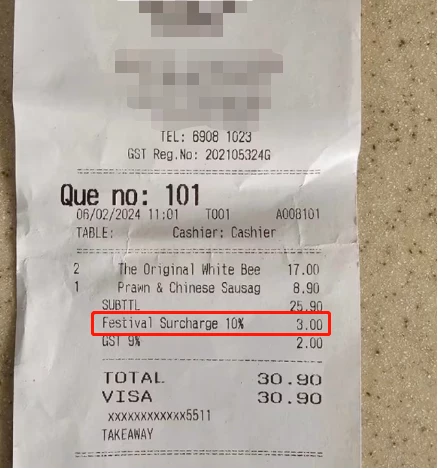 TEL: 6908 1023
GST Reg.No: 202105324G
Que no: 101
06/02/2024 11:01 T001 A008101
TABLE: Cashier: Cashier
2 The Original White Bee 17.00
1 Prawn & Chinese Sausag 8.90
SUBTTL 25.90
Festival Surcharge 10% 3.00
GST 9% 2.00
TOTAL 30.90
VISA 30.90
xxxxxxxxxxxx5511
TAKEAWAY